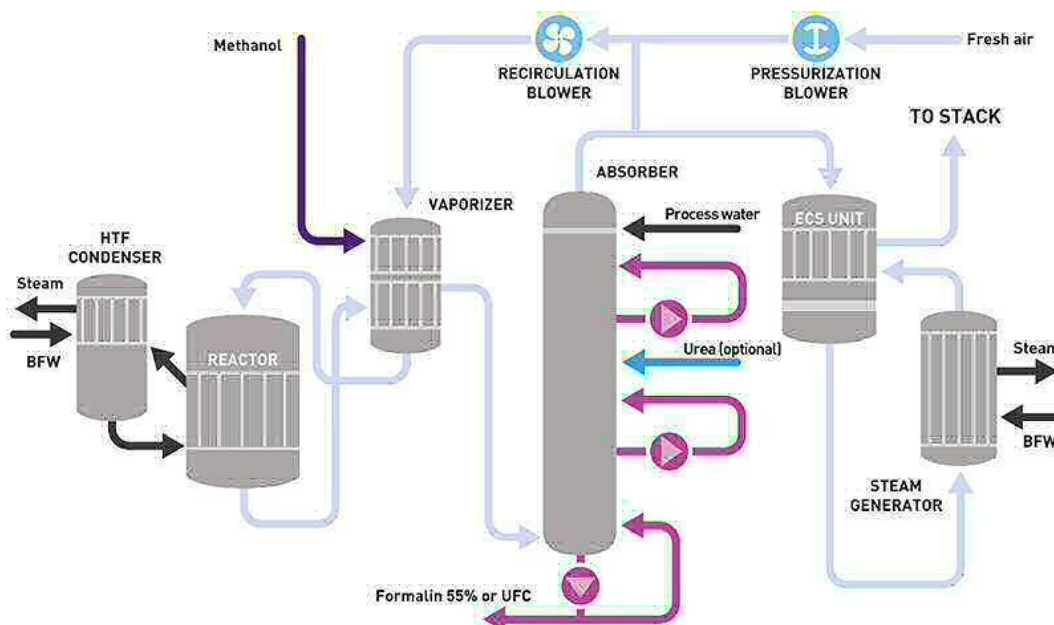 Methanol
RECIRCULATION
BLOWER
PRESSURIZATION
BLOWER
Fresh air
TO STACK
ABSORBER
VAPORIZER
Process water
ECS UNIT
HTF
CONDENSER
Steam
BFW
REACTOR
Urea (optional)
Steam
BFW
STEAM
GENERATOR
Formalin 55% or UFC